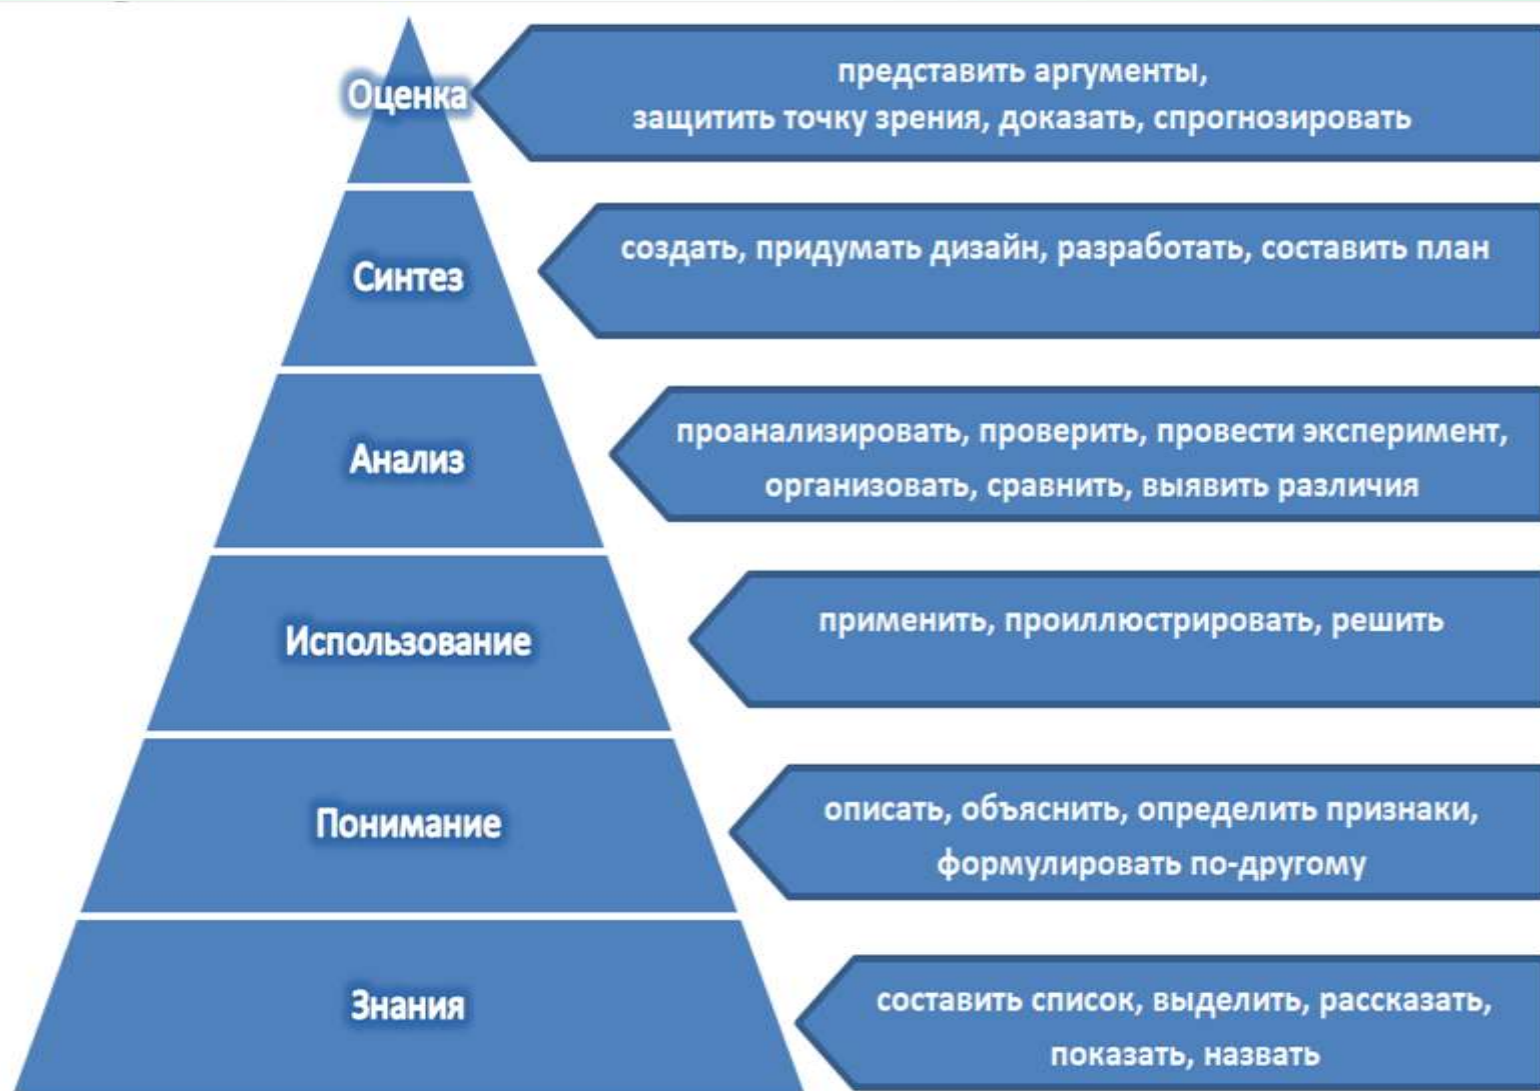 Оценка
представить аргументы,
защитить точку зрения, доказать, спрогнозировать
Синтез
создать, придумать дизайн, разработать, составить план
Анализ
проанализировать, проверить, провести эксперимент,
организовать, сравнить, выявить различия
Использование
применить, проиллюстрировать, решить
Понимание
описать, объяснить, определить признаки,
формулировать по-другому
Знания
составить список, выделить, рассказать,
показать, назвать